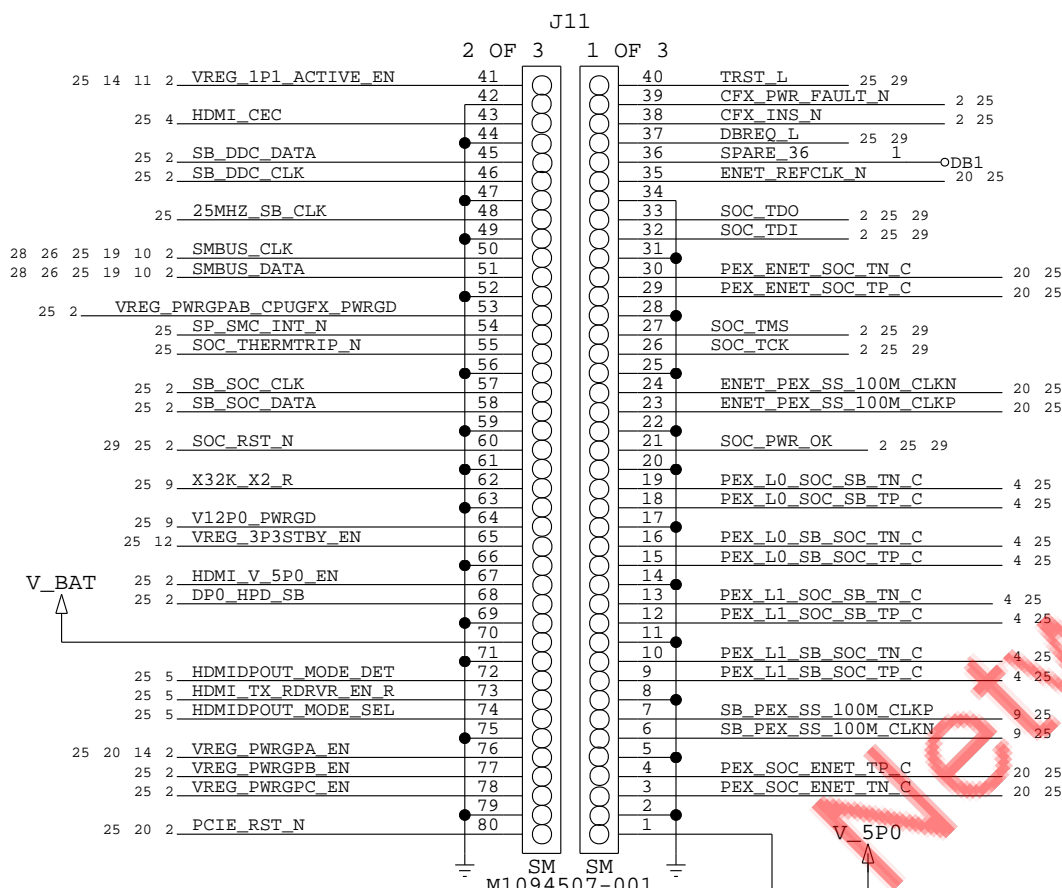 J11
2 OF 3 1 OF 3
25 14 11 2 VREG_1P1_ACTIVE_EN 41 40 TRST_L 25 29
42 39 CFX_PWR_FAULT_N 2 25
25 4 HDMI_CEC 43 38 CFX_INS_N 2 25
44 37 DBREQ_L 25 29
25 2 SB_DDC_DATA 45 36 SPARE_36 1 DB1
25 2 SB_DDC_CLK 46 35 ENET_REFCLK_N 20 25
47 34
25 25MHZ_SB_CLK 48 33 SOC_TDO 2 25 29
49 32 SOC_TDI 2 25 29
28 26 25 19 10 2 SMBUS_CLK 50 31
28 26 25 19 10 2 SMBUS_DATA 51 30 PEX_ENET_SOC_TN_C 20 25
52 29 PEX_ENET_SOC_TP_C 20 25
25 2 VREG_PWRGPAB_CPUGFX_PWRGD 53 28
25 SP_SMC_INT_N 54 27 SOC_TMS 2 25 29
25 SOC_THERMTRIP_N 55 26 SOC_TCK 2 25 29
56 25
25 2 SB_SOC_CLK 57 24 ENET_PEX_SS_100M_CLKN 20 25
25 2 SB_SOC_DATA 58 23 ENET_PEX_SS_100M_CLKP 20 25
59 22
29 25 2 SOC_RST_N 60 21 SOC_PWR_OK 2 25 29
61 20
25 9 X32K_X2_R 62 19 PEX_L0_SOC_SB_TN_C 4 25
63 18 PEX_L0_SOC_SB_TP_C 4 25
25 9 V12P0_PWRGD 64 17
25 12 VREG_3P3STBY_EN 65 16 PEX_L0_SB_SOC_TN_C 4 25
66 15 PEX_L0_SB_SOC_TP_C 4 25
V_BAT 25 2 HDMI_V_5P0_EN 67 14
25 2 DP0_HPD_SB 68 13 PEX_L1_SOC_SB_TN_C 4 25
69 12 PEX_L1_SOC_SB_TP_C 4 25
70 11
71 10 PEX_L1_SB_SOC_TN_C 4 25
25 5 HDMIDPOUT_MODE_DET 72 9 PEX_L1_SB_SOC_TP_C 4 25
25 5 HDMI_TX_RDRVR_EN_R 73 8
25 5 HDMIDPOUT_MODE_SEL 74 7 SB_PEX_SS_100M_CLKP 9 25
75 6 SB_PEX_SS_100M_CLKN 9 25
25 20 14 2 VREG_PWRGPA_EN 76 5
25 2 VREG_PWRGPB_EN 77 4 PEX_SOC_ENET_TP_C 20 25
25 2 VREG_PWRGPC_EN 78 3 PEX_SOC_ENET_TN_C 20 25
79 2
25 20 2 PCIE_RST_N 80 1
V_5P0
SM SM
M1094507-001